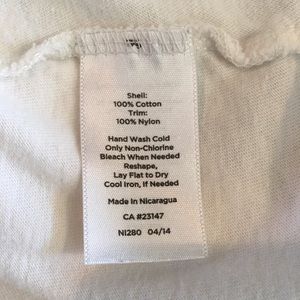 Shell:
100% Cotton
Trim:
100% Nylon
Hand Wash Cold
Only Non-Chlorine
Bleach When Needed
Reshape,
Lay Flat to Dry
Cool Iron, If Needed
Made In Nicaragua
CA #23147
NI280 04/14